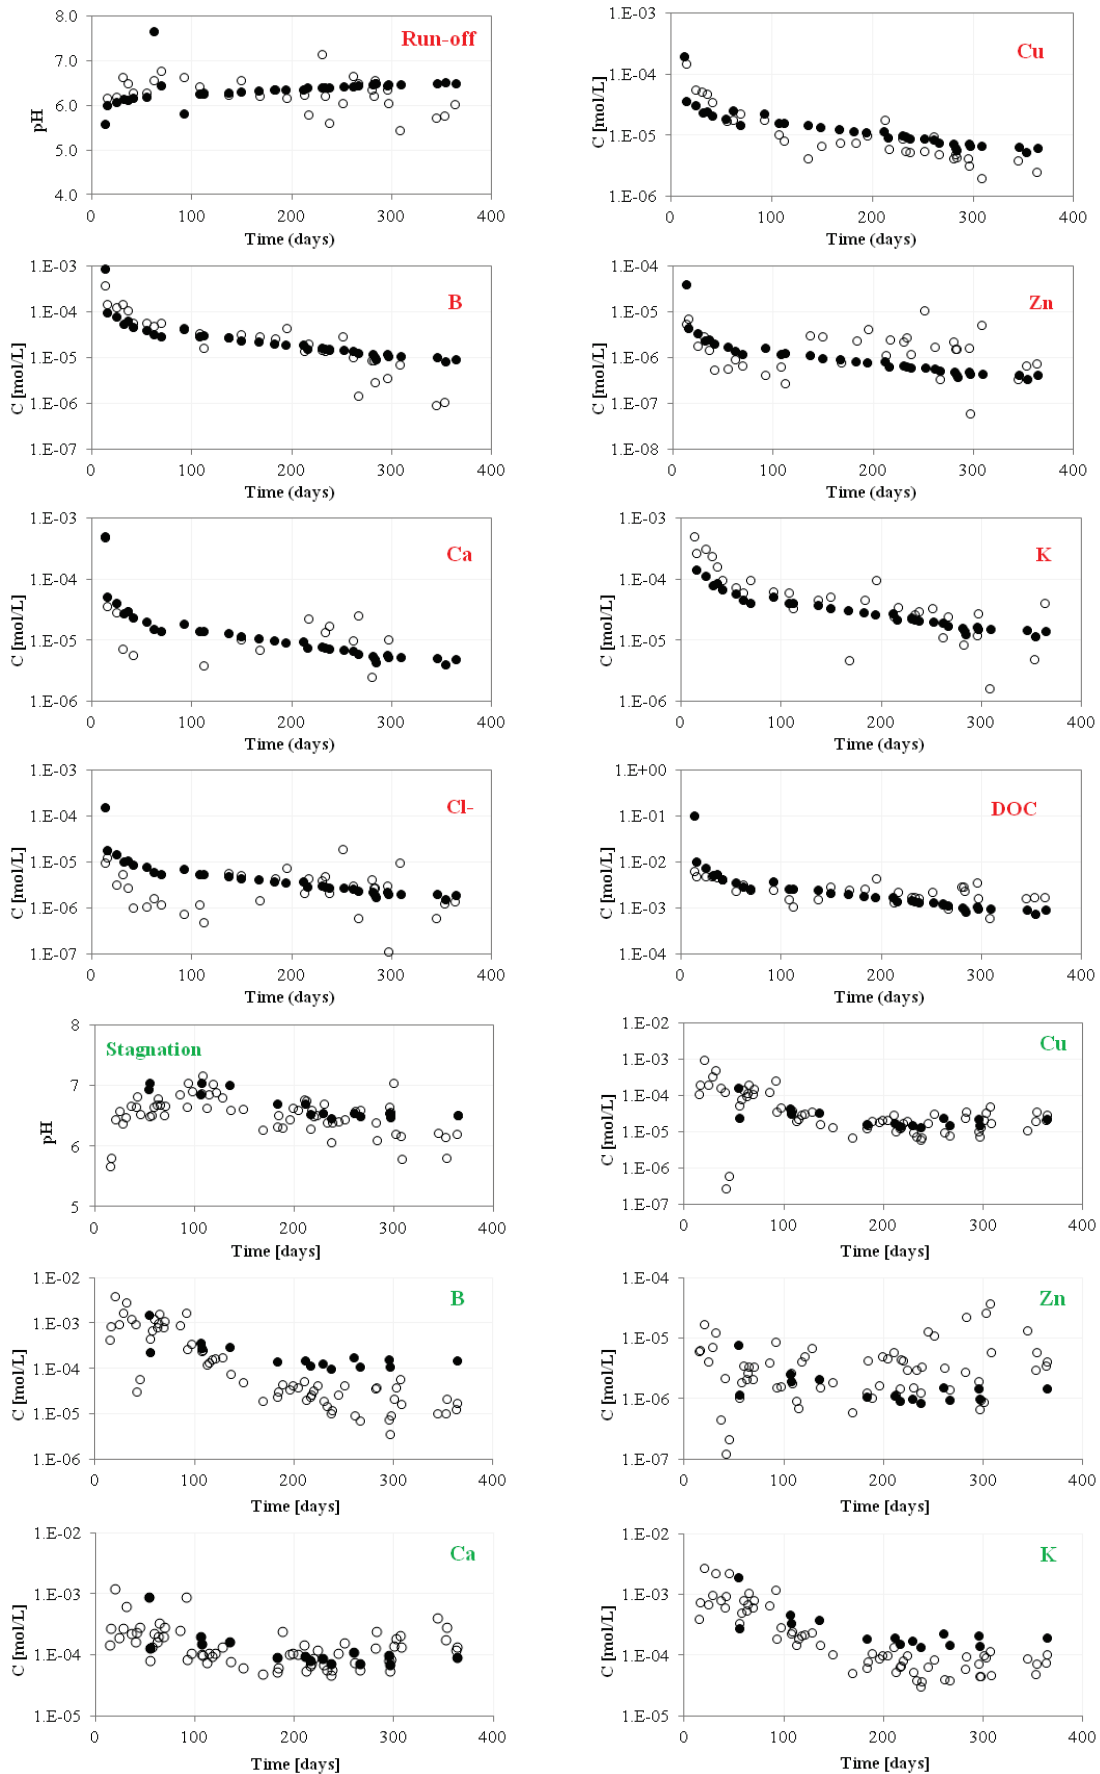 8.0
7.0
6.0
5.0
4.0
pH
Run-off
0 100 200 300 400
Time (days)
1.E-03
1.E-04
1.E-05
1.E-06
C [mol/L]
Cu
0 100 200 300 400
Time (days)
1.E-03
1.E-04
1.E-05
1.E-06
1.E-07
C [mol/L]
B
0 100 200 300 400
Time (days)
1.E-04
1.E-05
1.E-06
1.E-07
1.E-08
C [mol/L]
Zn
0 100 200 300 400
Time (days)
1.E-03
1.E-04
1.E-05
1.E-06
C [mol/L]
Ca
0 100 200 300 400
Time (days)
1.E-03
1.E-04
1.E-05
1.E-06
C [mol/L]
K
0 100 200 300 400
Time (days)
1.E-03
1.E-04
1.E-05
1.E-06
1.E-07
C [mol/L]
Cl-
0 100 200 300 400
Time (days)
1.E+00
1.E-01
1.E-02
1.E-03
1.E-04
C [mol/L]
DOC
0 100 200 300 400
Time (days)
8
7
6
5
pH
Stagnation
0 100 200 300 400
Time [days]
1.E-02
1.E-03
1.E-04
1.E-05
1.E-06
1.E-07
C [mol/L]
Cu
0 100 200 300 400
Time [days]
1.E-02
1.E-03
1.E-04
1.E-05
1.E-06
C [mol/L]
B
0 100 200 300 400
Time [days]
1.E-04
1.E-05
1.E-06
1.E-07
C [mol/L]
Zn
0 100 200 300 400
Time [days]
1.E-02
1.E-03
1.E-04
1.E-05
C [mol/L]
Ca
0 100 200 300 400
Time [days]
1.E-02
1.E-03
1.E-04
1.E-05
C [mol/L]
K
0 100 200 300 400
Time [days]